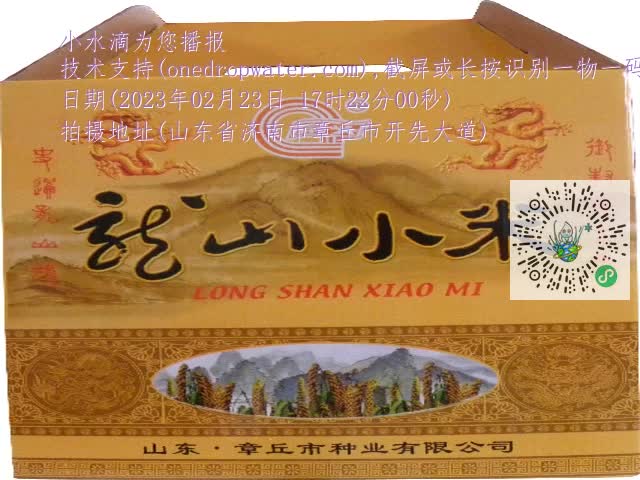 小水滴为您播报
技术支持(onedropwater.com),截屏或长按识别一物一码
日期(2023年02月23日 17时22分00秒)
拍摄地址(山东省济南市章丘市开先大道)
龙山小米
LONG SHAN XIAO MI
山东·章丘市种业有限公司